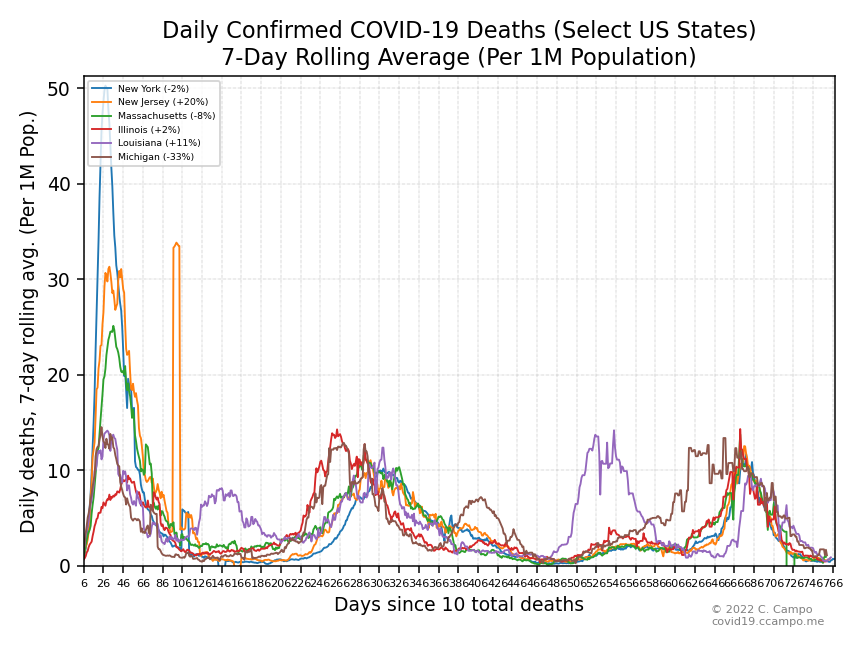 Daily Confirmed COVID-19 Deaths (Select US States)
7-Day Rolling Average (Per 1M Population)
Daily deaths, 7-day rolling avg. (Per 1M Pop.)
50
40
30
20
10
0
New York (-2%)
New Jersey (+20%)
Massachusetts (-8%)
Illinois (+2%)
Louisiana (+11%)
Michigan (-33%)
6 26 46 66 86 106 126 146 166 186 206 226 246 266 286 306 326 346 366 386 406 426 446 466 486 506 526 546 566 586 606 626 646 666 686 706 726 746 766
Days since 10 total deaths
© 2022 C. Campo
covid19.ccampo.me